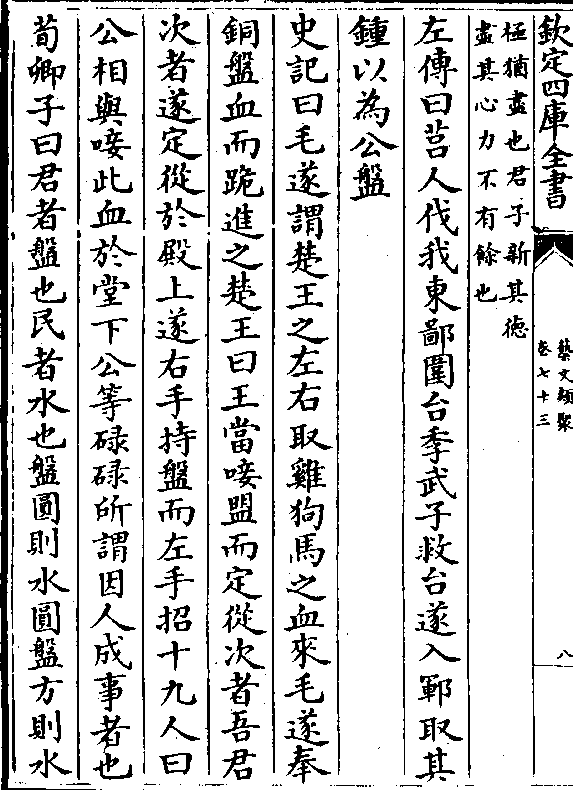 欽定四庫全書
藝文類聚
卷七十三
八
極猶盡也君子新其徳
盡其心力不有餘也
左傳曰莒人伐我東鄙圍台季武子救台遂入鄆取其
鍾以為公盤
史記曰毛遂謂楚王之左右取雞狗馬之血來毛遂奉
銅盤血而跪進之楚王曰王當唼盟而定從次者吾君
次者遂定從於殿上遂右手持盤而左手招十九人曰
公相與唼此血於堂下公等碌碌所謂因人成事者也
荀卿子曰君者盤也民者水也盤圓則水圓盤方則水